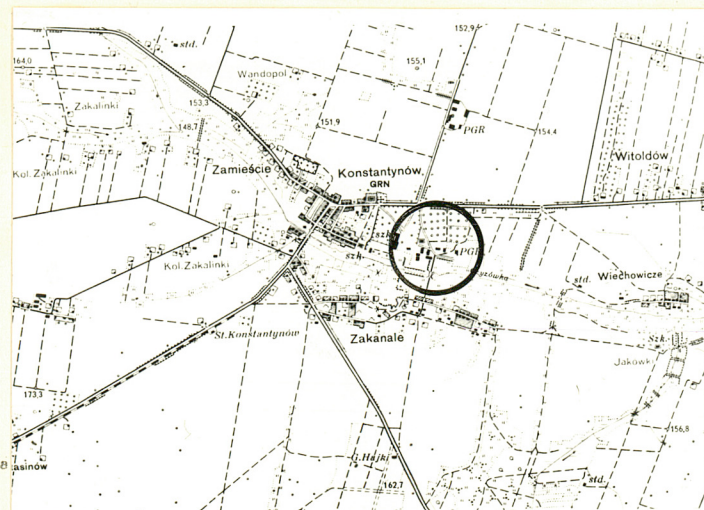 152,9
std.
164,0
155,1
Wandopol
153,3
Zakalinki
151,9
148,7
PGR
154,4
Witoldów
Zamieście
Konstantynów
GRN
Kol. Zakalinki
szk.
szk.
PGR
Kol. Zakalinki
std.
Wiechowicze
St. Konstantynów
Zakanale
Szk.
Jakówki
173,3
156,8
G. Hajki
asinów
std.
162,7